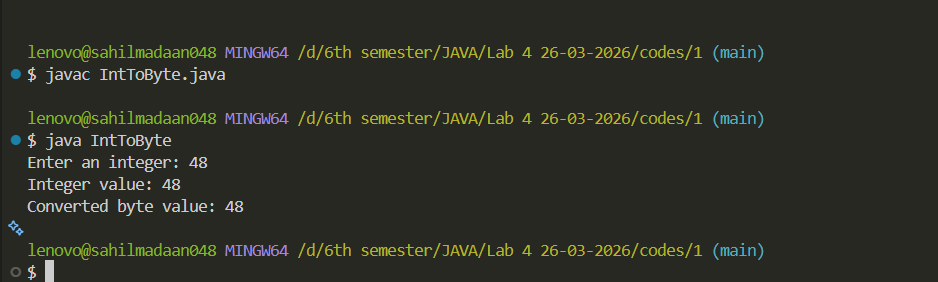 lenovo@sahilmadaan048 MINGW64 /d/6th semester/JAVA/Lab 4 26-03-2026/codes/1 (main)
$ javac IntToByte.java
lenovo@sahilmadaan048 MINGW64 /d/6th semester/JAVA/Lab 4 26-03-2026/codes/1 (main)
$ java IntToByte
Enter an integer: 48
Integer value: 48
Converted byte value: 48
lenovo@sahilmadaan048 MINGW64 /d/6th semester/JAVA/Lab 4 26-03-2026/codes/1 (main)
$